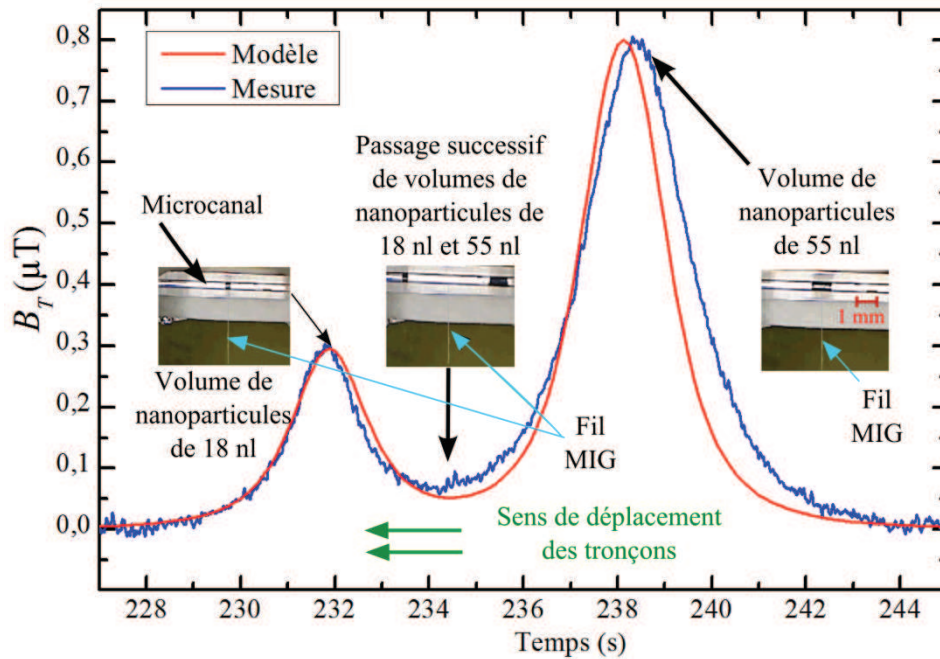 0,8
0,7
0,6
0,5
0,4
0,3
0,2
0,1
0,0
B_T (µT)
Modèle
Mesure
Microcanal
Passage successif
de volumes de
nanoparticules de
18 nl et 55 nl
Volume de
nanoparticules
de 55 nl
1 mm
Volume de
nanoparticules
de 18 nl
Fil
MIG
Fil
MIG
Sens de déplacement
des tronçons
228 230 232 234 236 238 240 242 244
Temps (s)